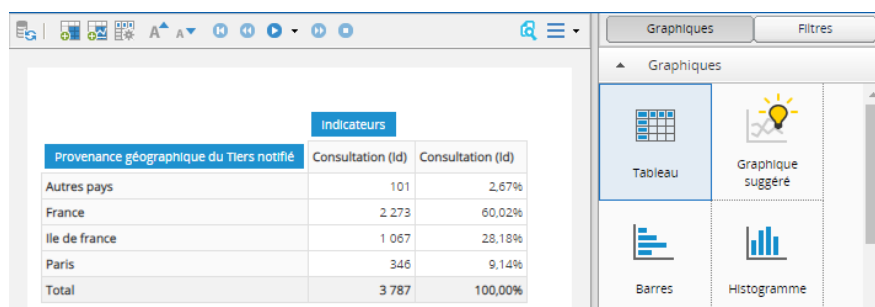 Graphiques Filtres
Graphiques
Indicateurs
Provenance géographique du Tiers notifié Consultation (Id) Consultation (Id)
Autres pays 101 2,67%
France 2 273 60,02%
Ile de france 1 067 28,18%
Paris 346 9,14%
Total 3 787 100,00%
Tableau
Graphique
suggéré
Barres
Histogramme